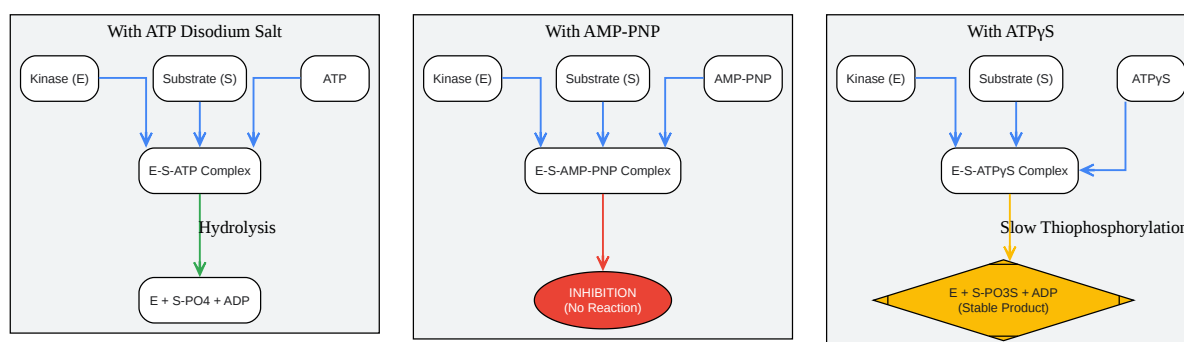 With ATP Disodium Salt
Kinase (E)
Substrate (S)
ATP
E-S-ATP Complex
Hydrolysis
E + S-PO4 + ADP
With AMP-PNP
Kinase (E)
Substrate (S)
AMP-PNP
E-S-AMP-PNP Complex
INHIBITION
(No Reaction)
With ATPγS
Kinase (E)
Substrate (S)
ATPγS
E-S-ATPγS Complex
Slow Thiophosphorylation
E + S-PO3S + ADP
(Stable Product)